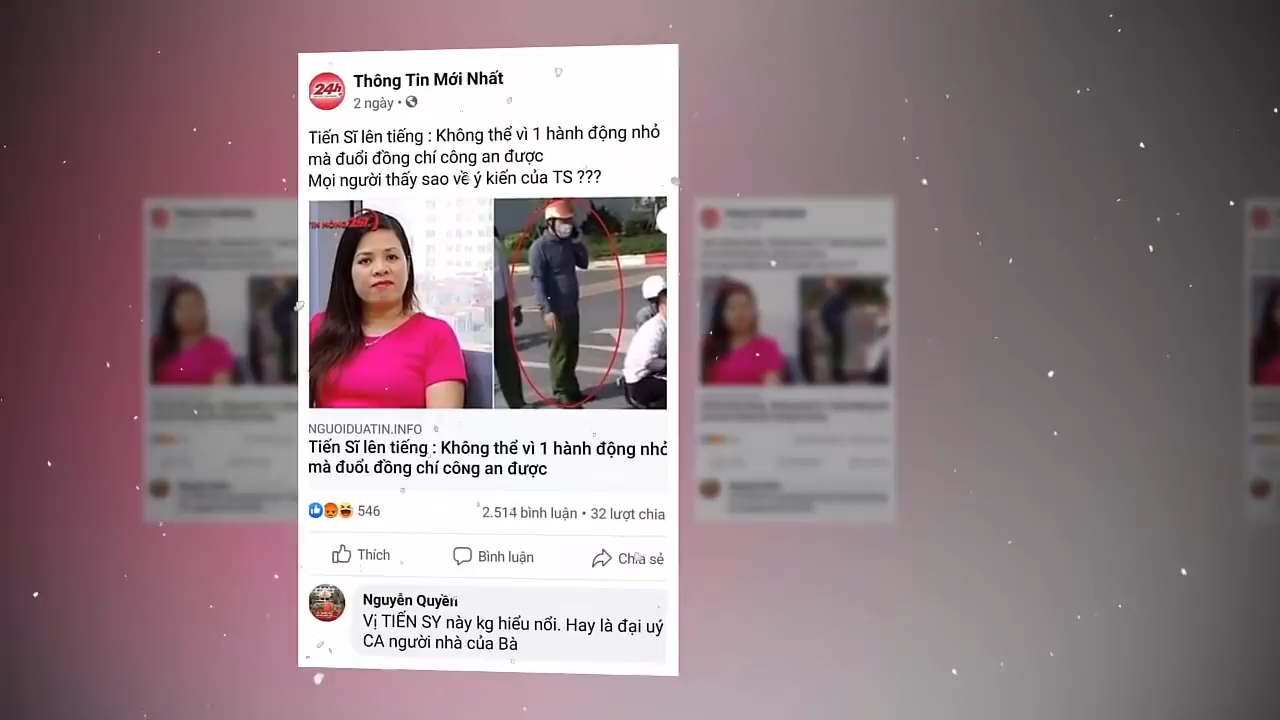 24h
Thông Tin Mới Nhất
2 ngày •
Tiến Sĩ lên tiếng : Không thể vì 1 hành động nhỏ
mà đuổi đồng chí công an được
Mọi người thấy sao về ý kiến của TS ???
TIN NÓNG 25T
NGUOIDUATIN.INFO
Tiến Sĩ lên tiếng : Không thể vì 1 hành động nhỏ
mà đuổi đồng chí công an được
546
2.514 bình luận • 32 lượt chia
Thích
Bình luận
Chia sẻ
Nguyễn Quyền
Vị TIẾN SY này kg hiểu nổi. Hay là đại uý
CA người nhà của Bà